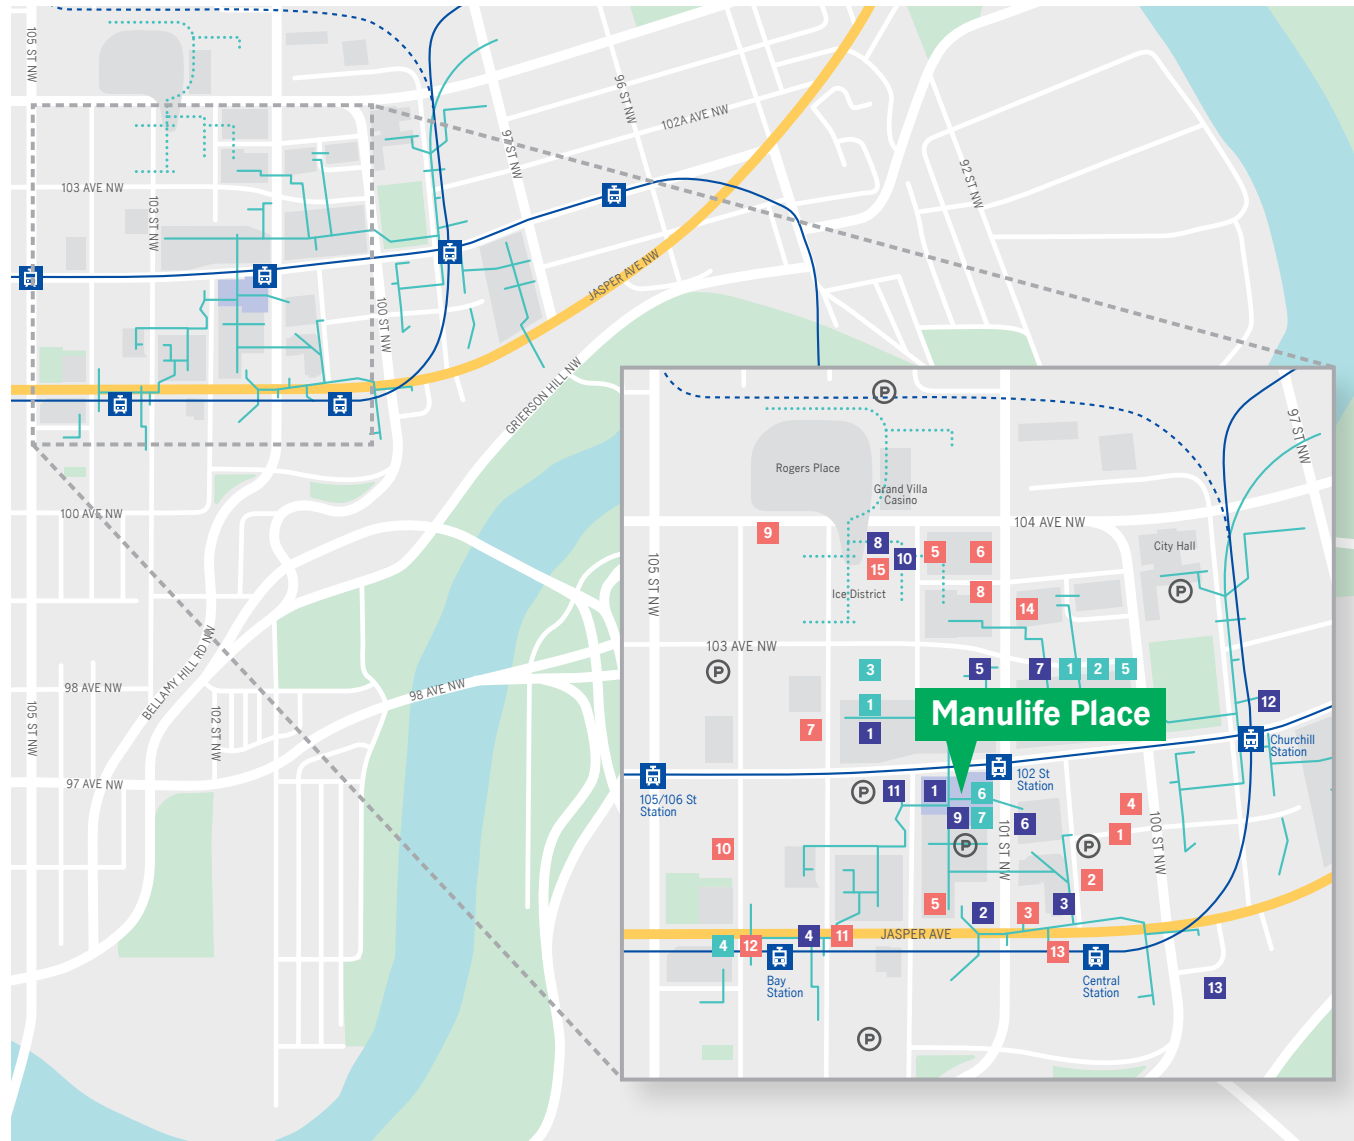 105 ST NW
96 ST NW
102A AVE NW
97 ST NW
92 ST NW
103 AVE NW
103 ST NW
JASPER AVE NW
100 ST NW
GRIERSON HILL NW
100 AVE NW
BELLAMY HILL RD NW
98 AVE NW
98 AVE NW
105 ST NW
102 ST NW
97 AVE NW
P
97 ST NW
Rogers Place
Grand Villa
Casino
104 AVE NW
9
8
10
5
6
City Hall
105 ST NW
15
Ice District
8
P
14
103 AVE NW
P
3
5
7
1
2
5
1
12
Manulife Place
7
1
Churchill
Station
102 St
Station
105/106 St
Station
P
11
1
6
4
9
7
6
1
101 ST NW
100 ST NW
10
P
P
2
5
2
3
3
4
12
4
11
JASPER AVE
13
Bay
Station
Central
Station
13
P